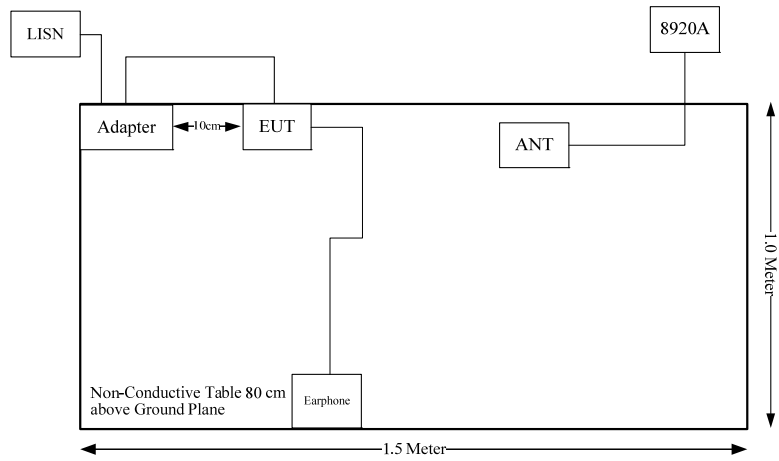 LISN
8920A
Adapter
10cm
EUT
ANT
1.0 Meter
Non-Conductive Table 80 cm
above Ground Plane
Earphone
1.5 Meter